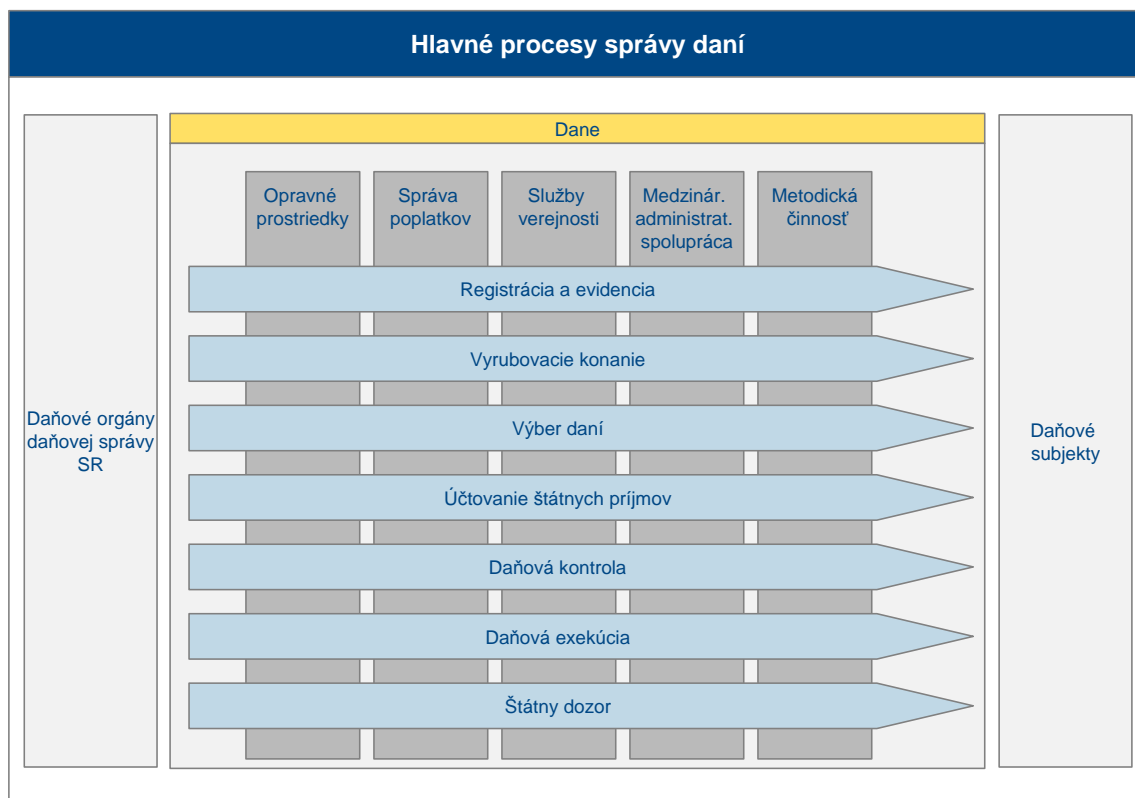 Hlavné procesy správy daní
Dane
Opravné
prostriedky
Správa
poplatkov
Služby
verejnosti
Medzinár.
administrat.
spolupráca
Metodická
činnosť
Registrácia a evidencia
Vyrubovacie konanie
Výber daní
Účtovanie štátnych príjmov
Daňová kontrola
Daňová exekúcia
Štátny dozor
Daňové orgány
daňovej správy
SR
Daňové
subjekty